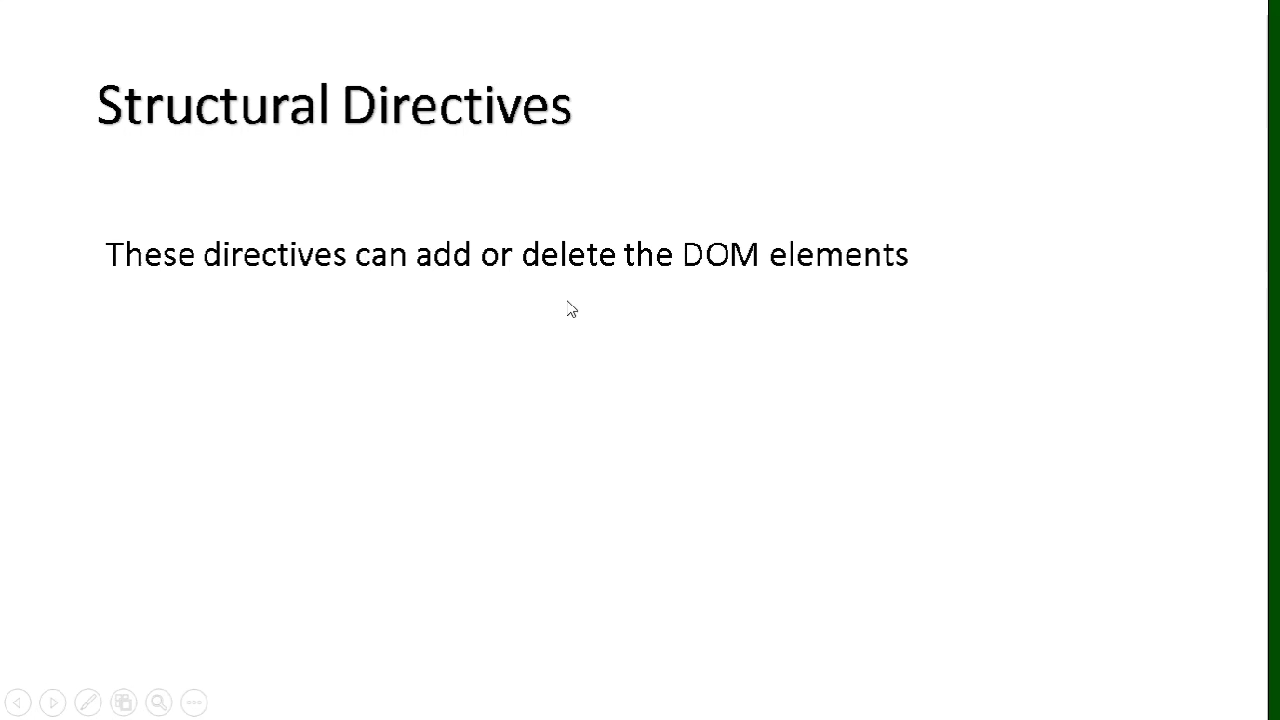 Structural Directives
These directives can add or delete the DOM elements